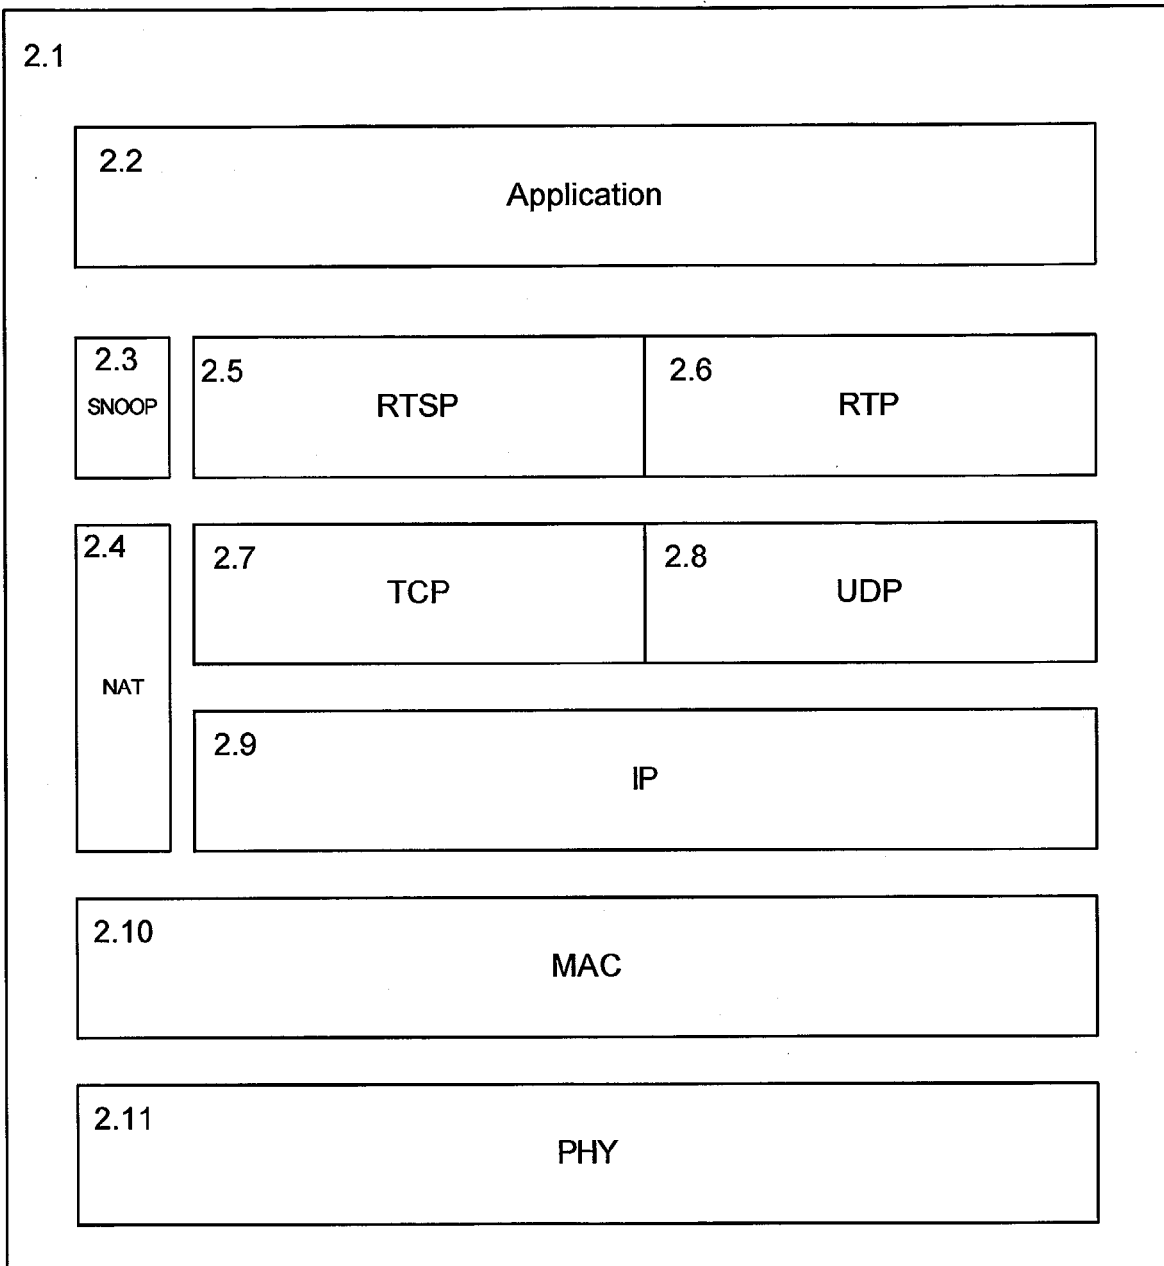 2.1
2.2
Application
2.3
SNOOP
2.5
RTSP
2.6
RTP
2.4
NAT
2.7
TCP
2.8
UDP
2.9
IP
2.10
MAC
2.11
PHY